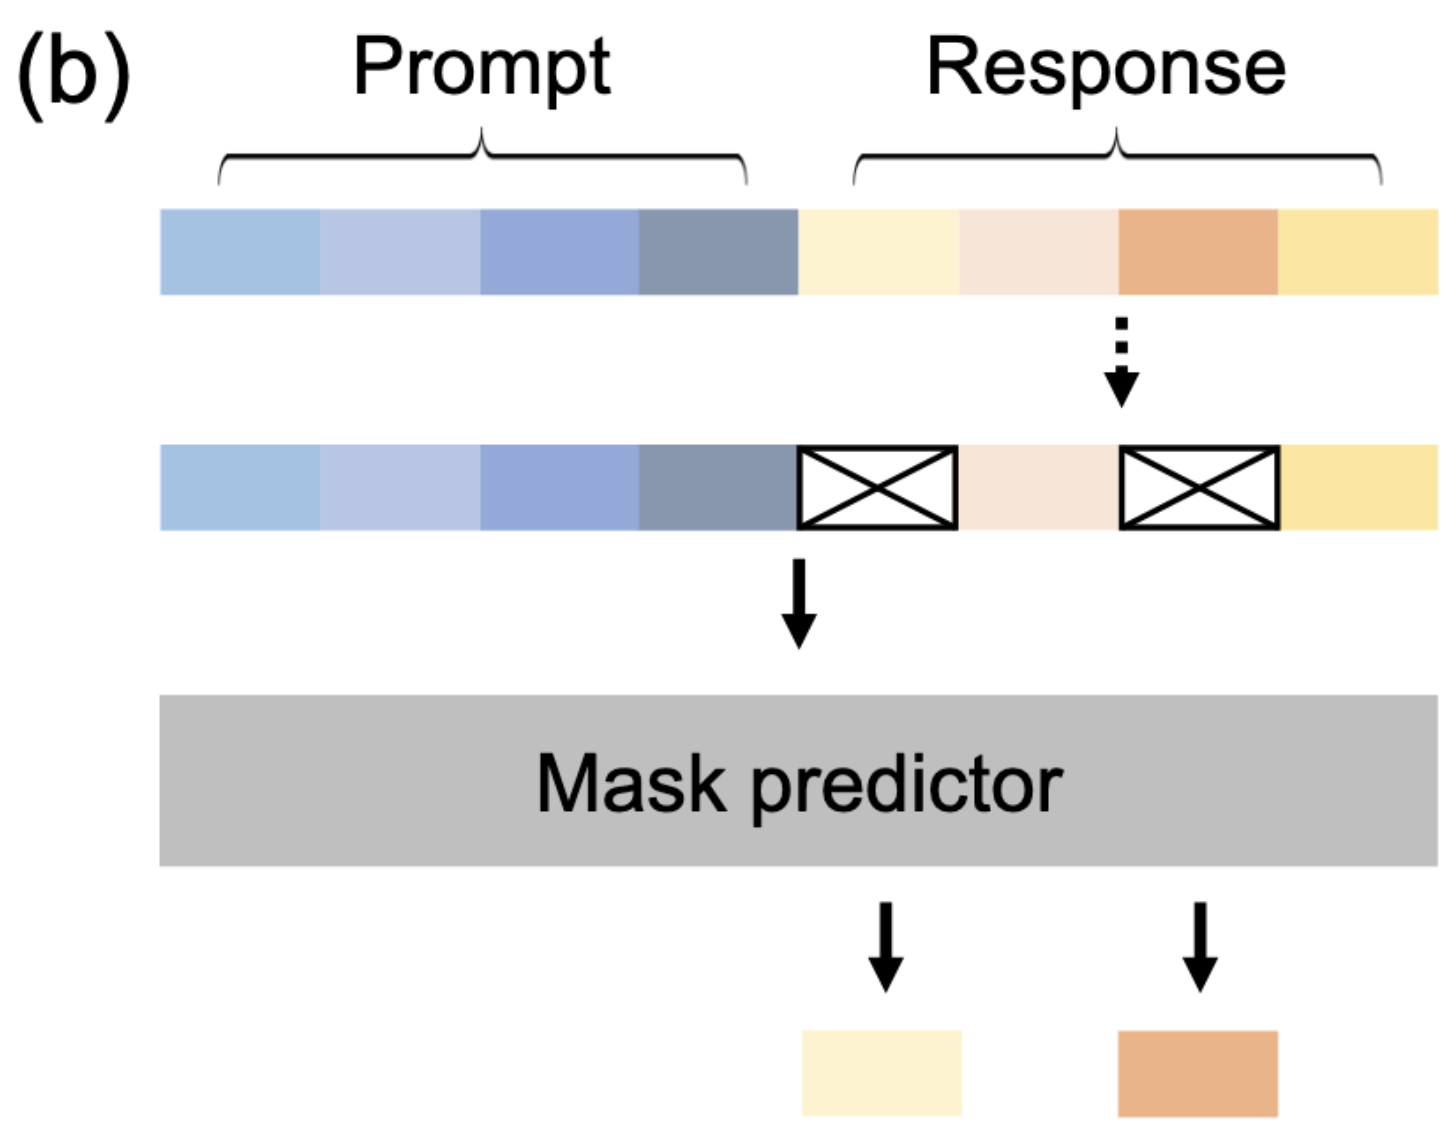 (b)
Prompt
Response
Mask predictor